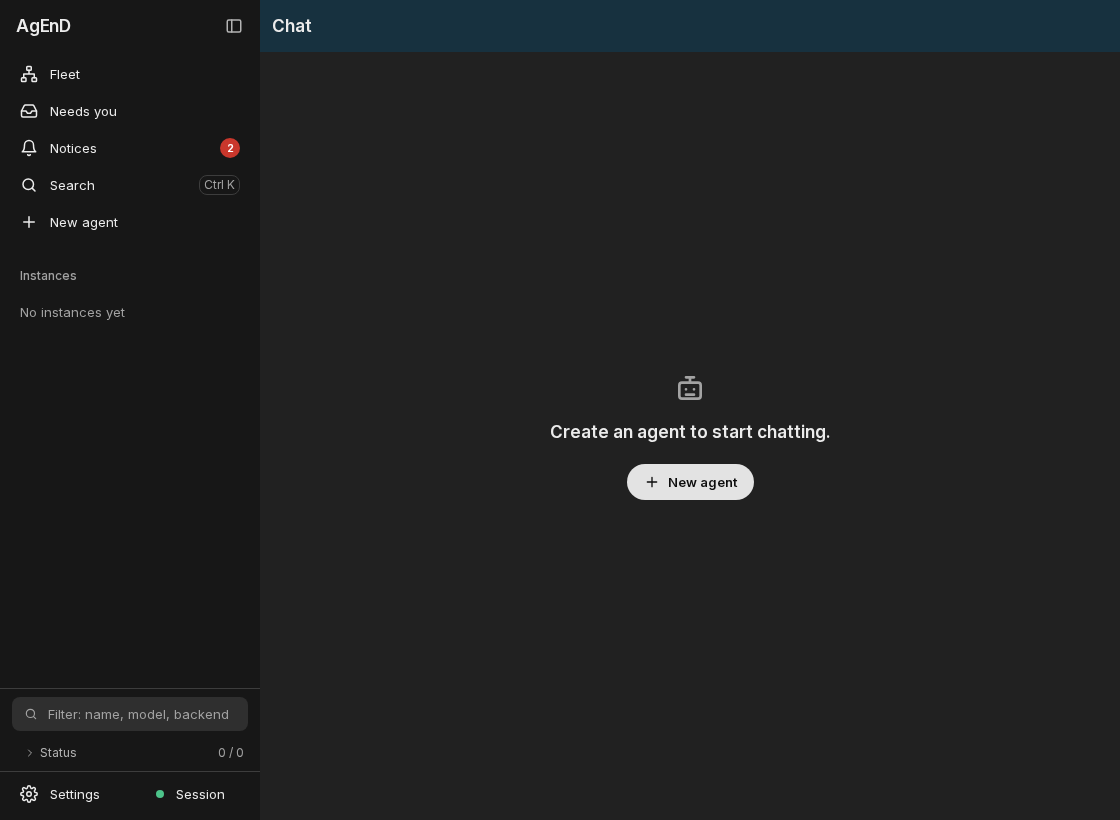 AgEnD
Chat
Fleet
Needs you
Notices 2
Search Ctrl K
New agent
Instances
No instances yet
Create an agent to start chatting.
New agent
Filter: name, model, backend
Status 0 / 0
Settings Session